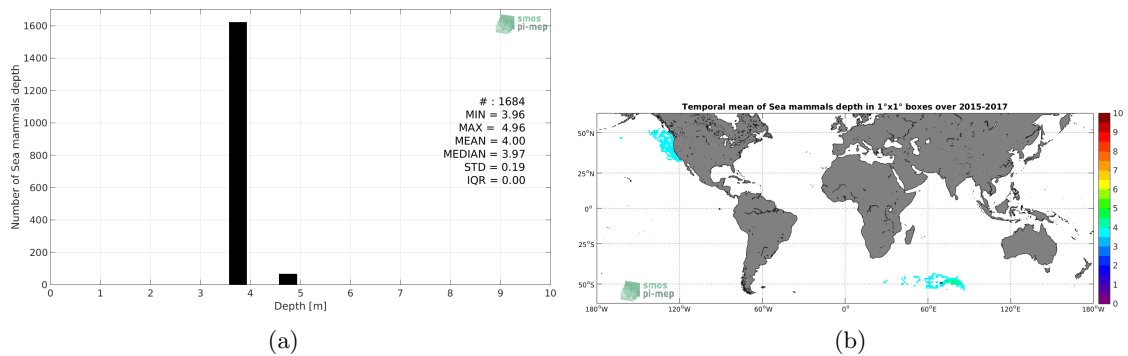 smos
pi-mep
Number of Sea mammals depth
1600
1400
1200
1000
800
600
400
200
0
# : 1684
MIN = 3.96
MAX = 4.96
MEAN = 4.00
MEDIAN = 3.97
STD = 0.19
IQR = 0.00
0 1 2 3 4 5 6 7 8 9 10
Depth [m]
(a)
Temporal mean of Sea mammals depth in 1°x1° boxes over 2015-2017
50°N
25°N
0°
25°S
50°S
180°W 120°W 60°W 0° 60°E 120°E 180°W
smos
pi-mep
10
9
8
7
6
5
4
3
2
1
0
(b)